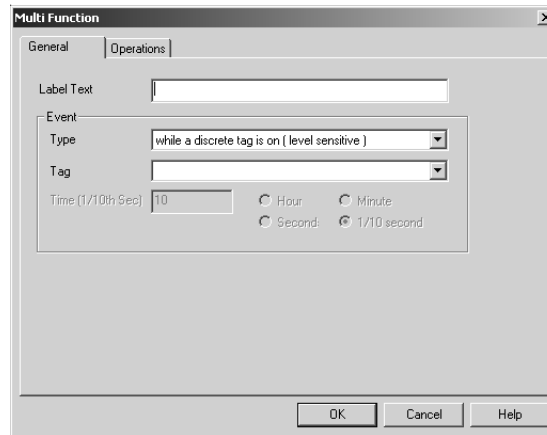 Multi Function
General Operations
Label Text
Event
Type while a discrete tag is on ( level sensitive )
Tag
Time (1/10th Sec) 10 Hour Minute
Second 1/10 second
OK Cancel Help